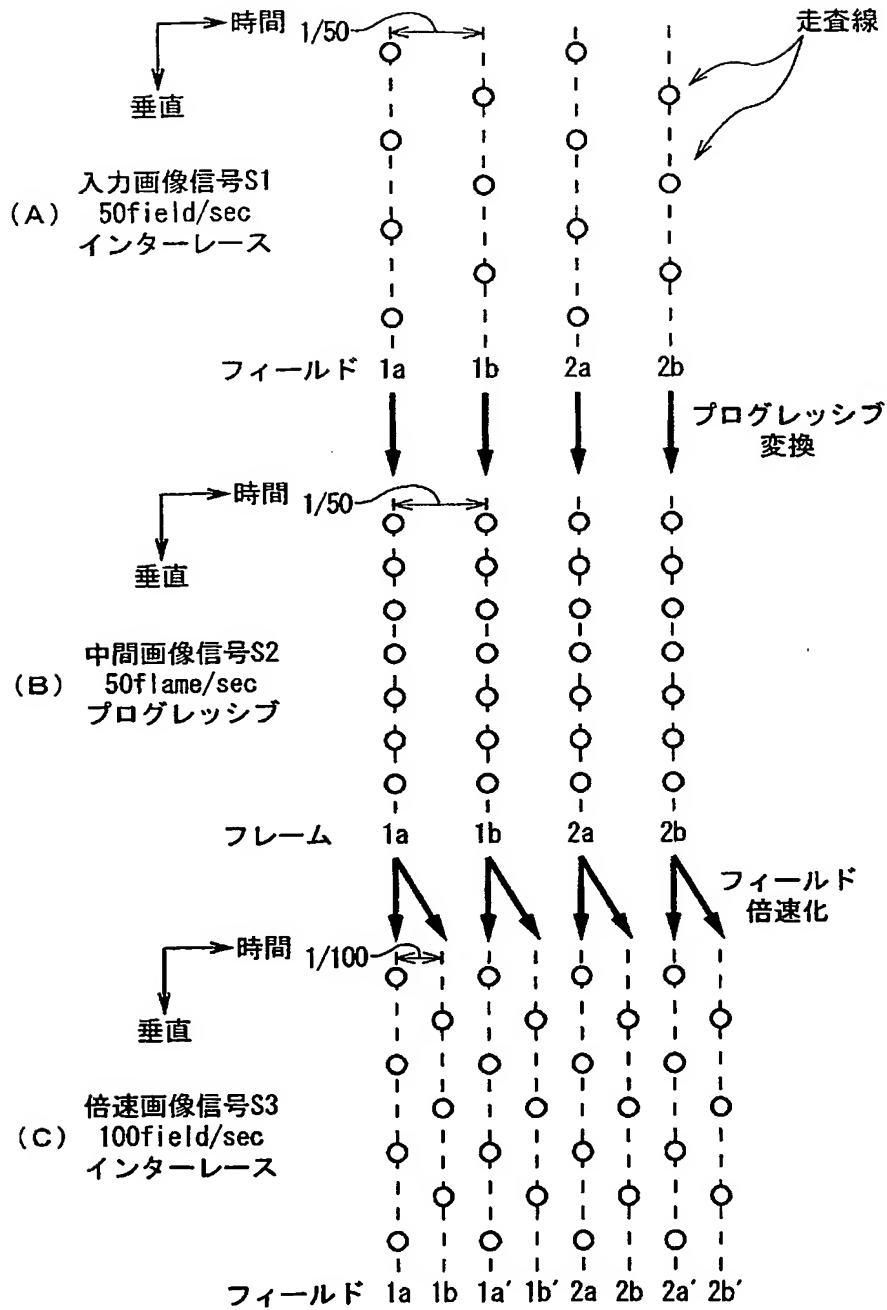 時間 1/50
走査線
垂直
(A) 入力画像信号S1
50field/sec
インターレース
フィールド 1a 1b 2a 2b
プログレッシブ
変換
時間 1/50
垂直
(B) 中間画像信号S2
50flame/sec
プログレッシブ
フレーム 1a 1b 2a 2b
フィールド
倍速化
時間 1/100
垂直
(C) 倍速画像信号S3
100field/sec
インターレース
フィールド 1a 1b 1a' 1b' 2a 2b 2a' 2b'